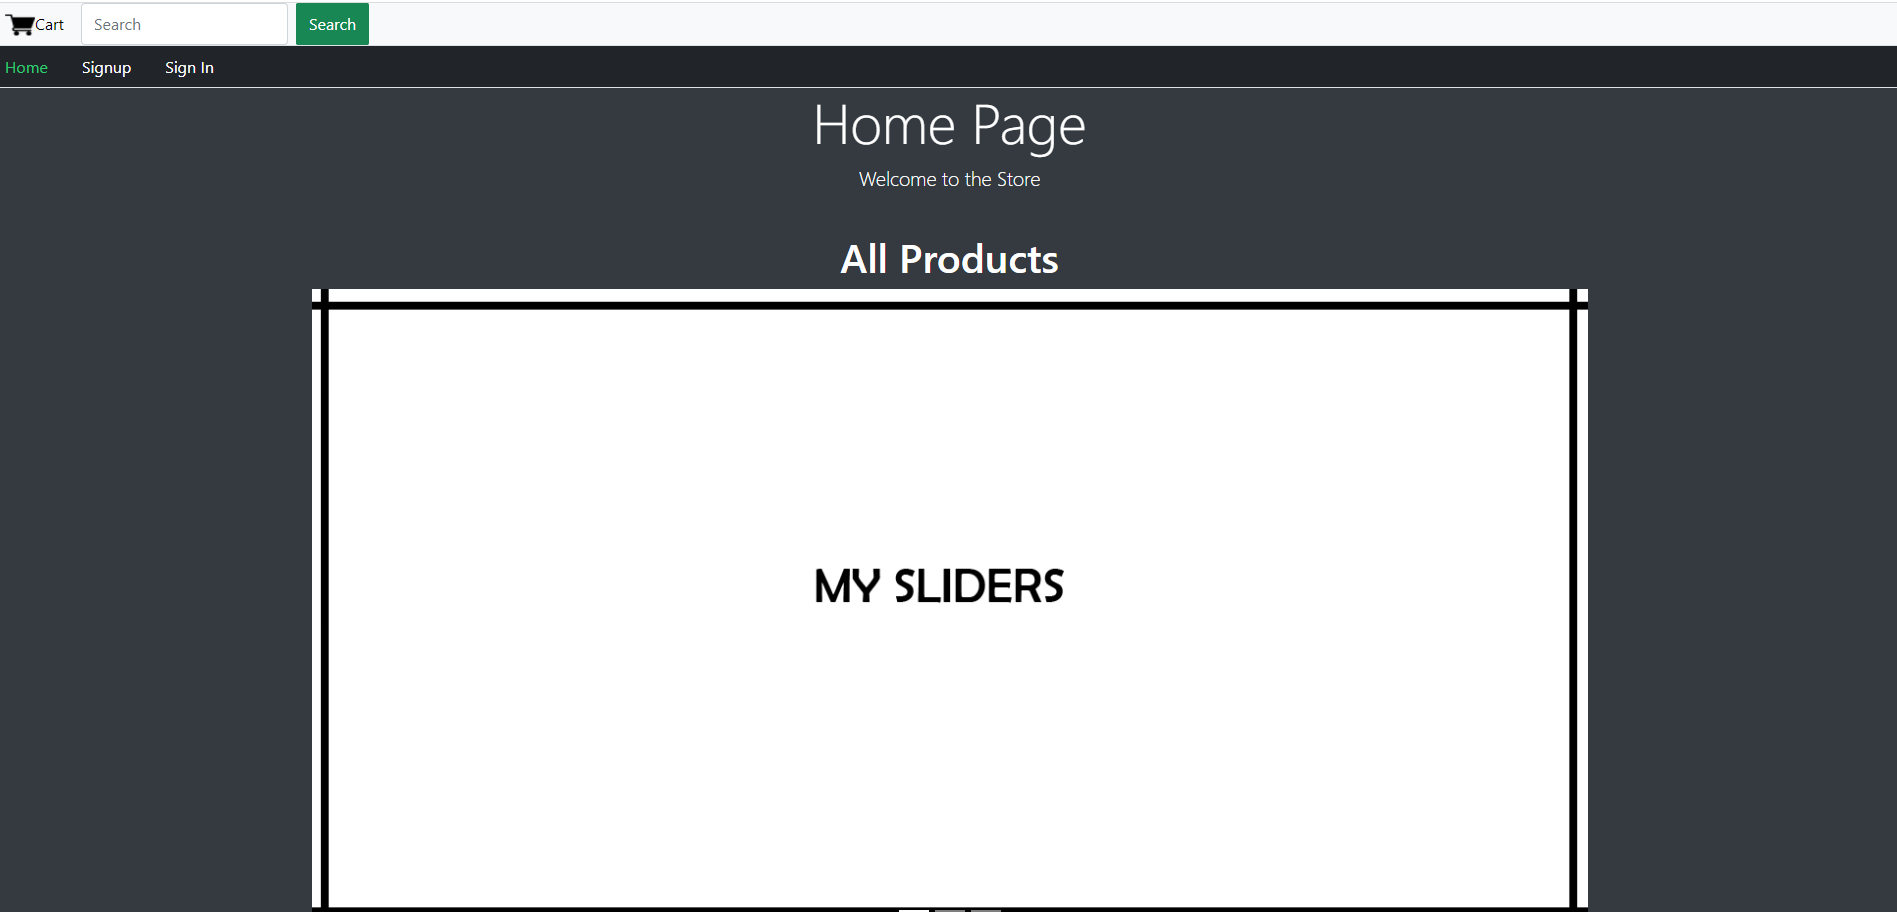 Cart Search Search
Home Signup Sign In
Home Page
Welcome to the Store
All Products
MY SLIDERS